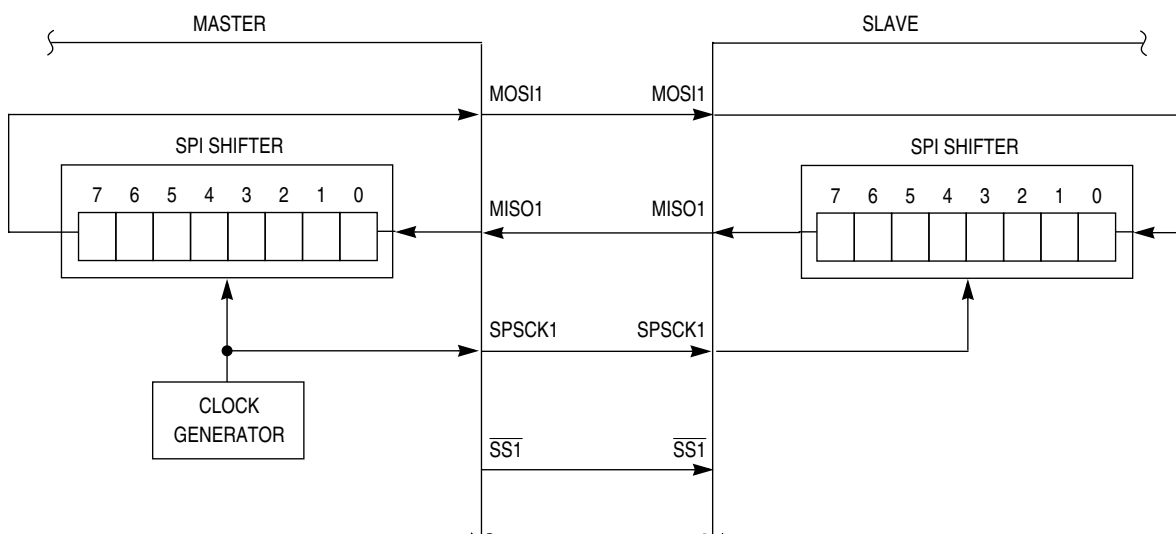 MASTER
SLAVE
MOSI1 MOSI1
SPI SHIFTER SPI SHIFTER
7 6 5 4 3 2 1 0 7 6 5 4 3 2 1 0
MISO1 MISO1
SPSCK1 SPSCK1
CLOCK
GENERATOR
SS1 SS1